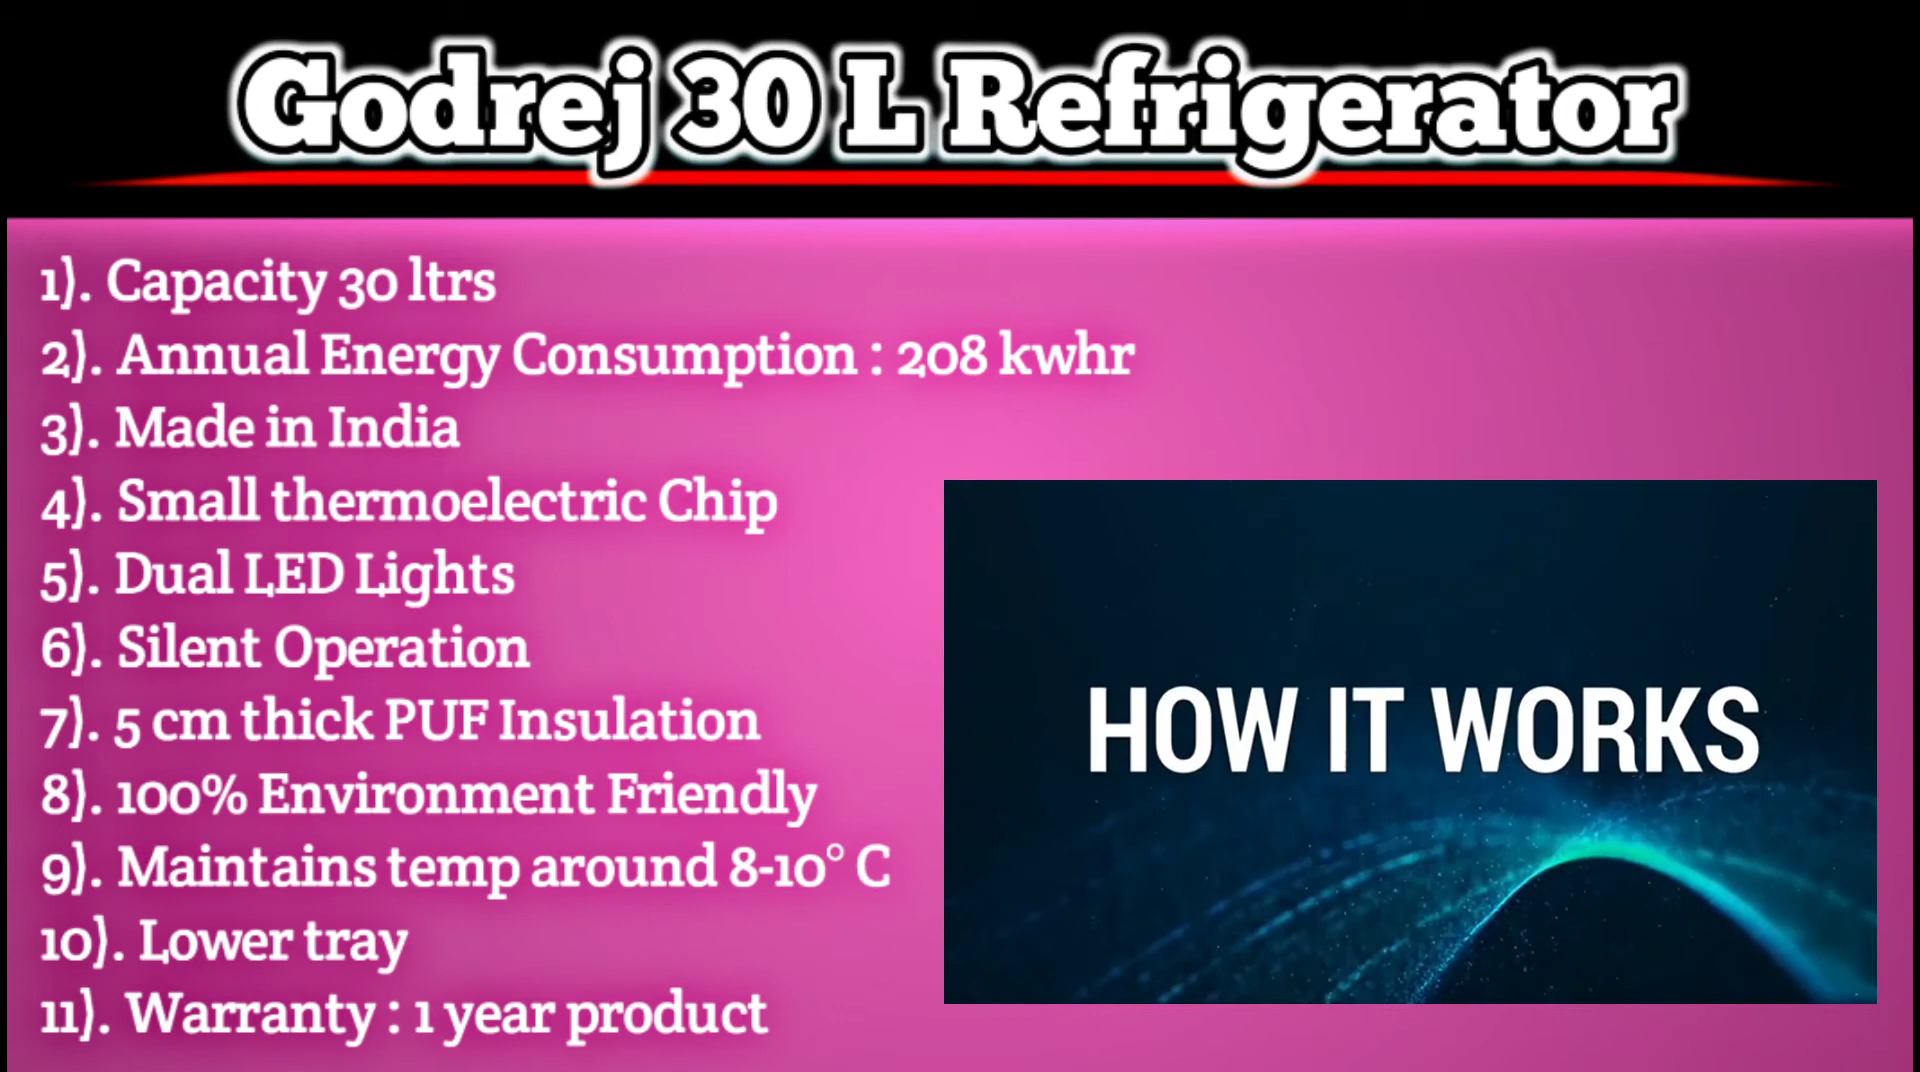 Godrej 30 L Refrigerator
1). Capacity 30 ltrs
2). Annual Energy Consumption : 208 kwhr
3). Made in India
4). Small thermoelectric Chip
5). Dual LED Lights
6). Silent Operation
7). 5 cm thick PUF Insulation
8). 100% Environment Friendly
9). Maintains temp around 8-10° C
10). Lower tray
11). Warranty : 1 year product
HOW IT WORKS